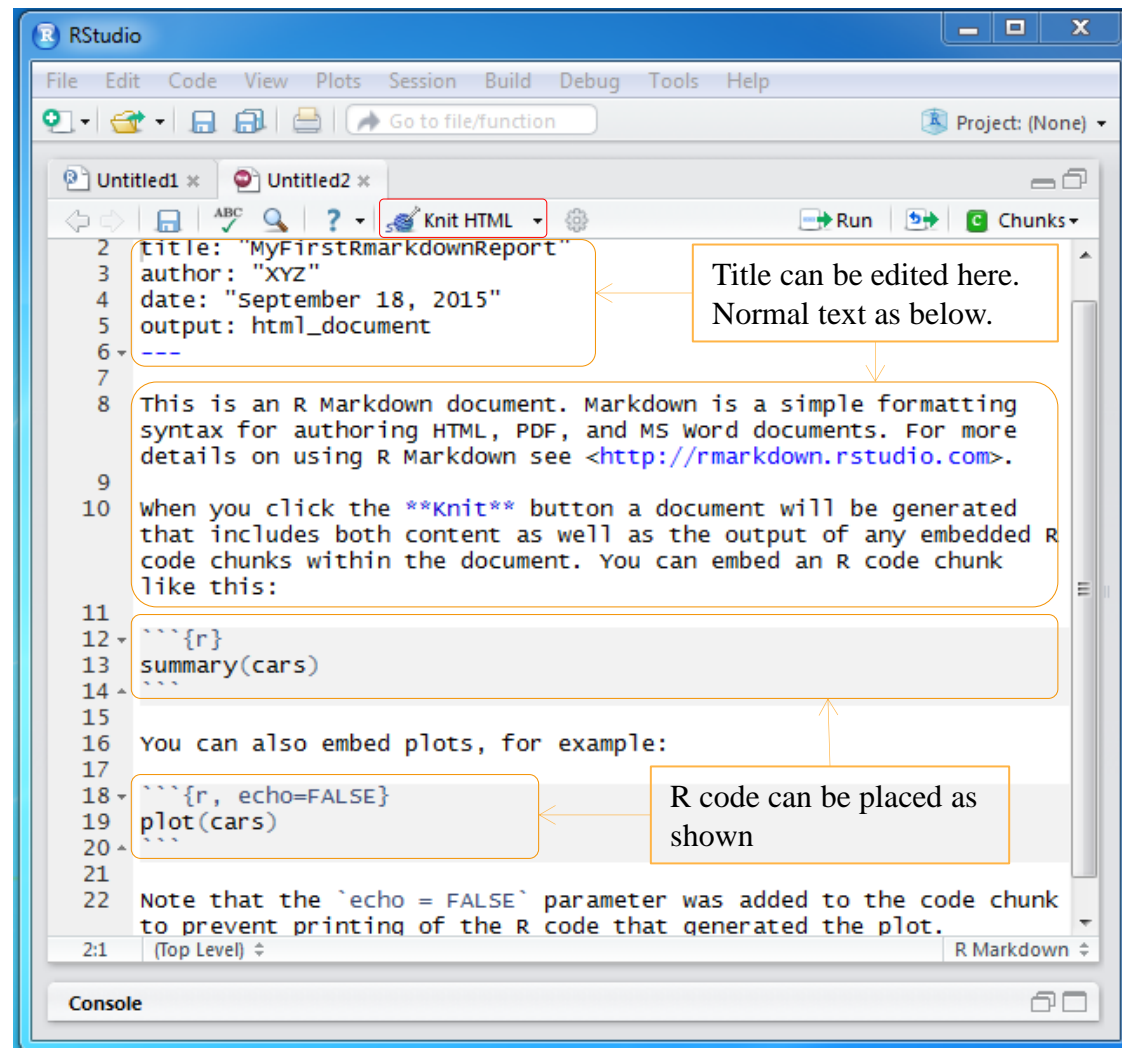 RStudio
File Edit Code View Plots Session Build Debug Tools Help
Go to file/function Project: (None)
Untitled1 Untitled2
ABC ? Knit HTML Run Chunks
2 title: "MyFirstRmarkdownReport"
3 author: "XYZ"
4 date: "September 18, 2015"
5 output: html_document
6 ---
Title can be edited here.
Normal text as below.
7
8 This is an R Markdown document. Markdown is a simple formatting
syntax for authoring HTML, PDF, and MS Word documents. For more
details on using R Markdown see <http://rmarkdown.rstudio.com>.
9
10 When you click the **Knit** button a document will be generated
that includes both content as well as the output of any embedded R
code chunks within the document. You can embed an R code chunk
like this:
11
12 ```{r}
13 summary(cars)
14 ```
15
16 You can also embed plots, for example:
17
18 ```{r, echo=FALSE}
19 plot(cars)
20 ```
R code can be placed as
shown
21
22 Note that the `echo = FALSE` parameter was added to the code chunk
to prevent printing of the R code that generated the plot.
2:1 (Top Level) R Markdown
Console